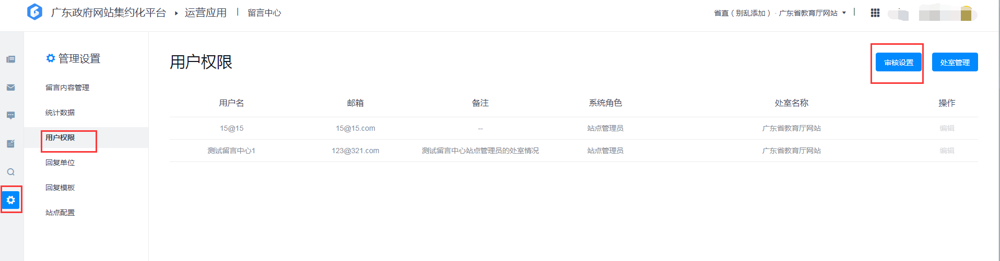 广东政府网站集约化平台 ▸ 运营应用 | 留言中心
省直（别乱添加）· 广东省教育厅网站
管理设置
留言内容管理
统计数据
用户权限
回复单位
回复模板
站点配置
用户权限
审核设置 处室管理
用户名 邮箱 备注 系统角色 处室名称 操作
15@15 15@15.com -- 站点管理员 广东省教育厅网站 编辑
测试留言中心1 123@321.com 测试留言中心站点管理员的处室情况 站点管理员 广东省教育厅网站 编辑